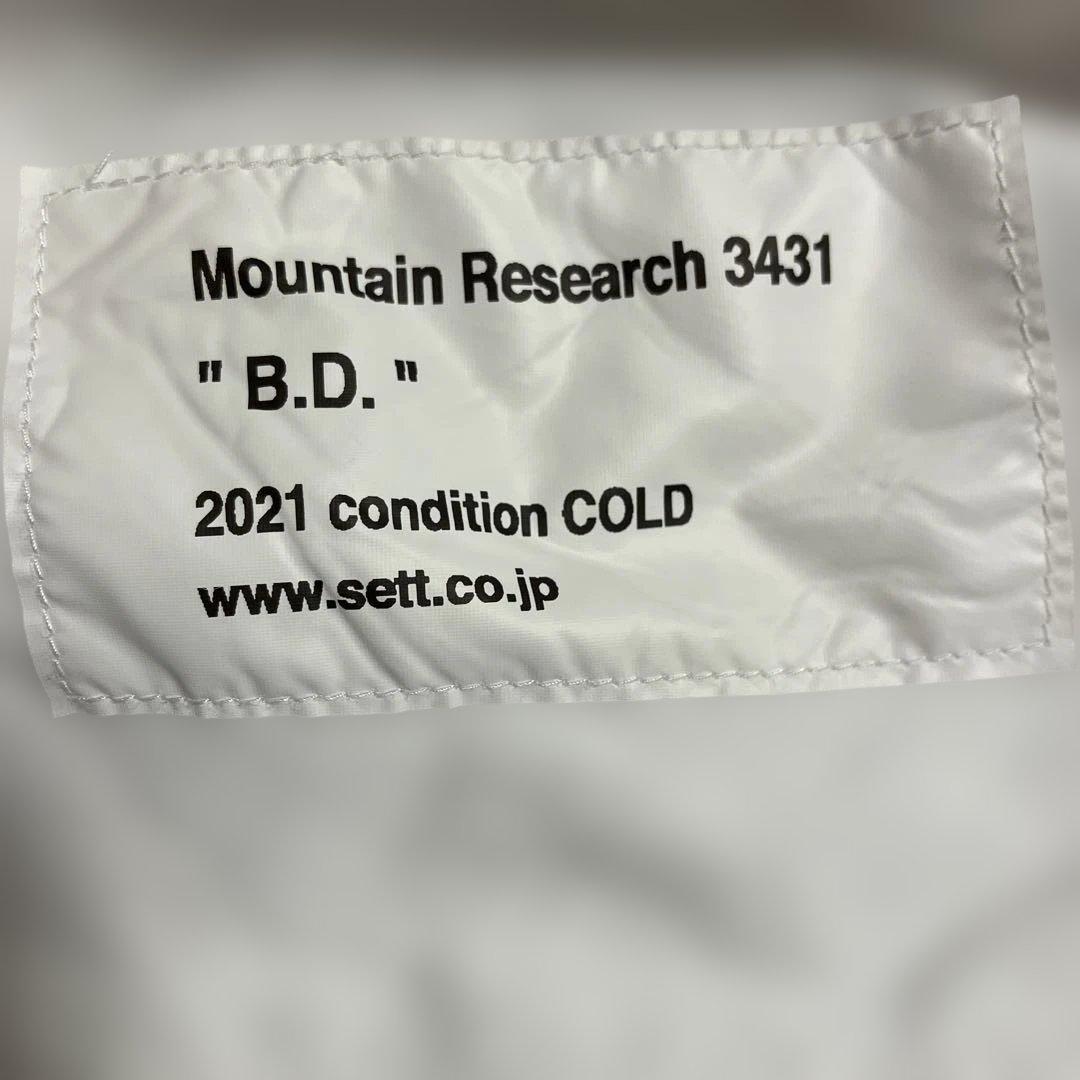 Mountain Research 3431
" B.D. "
2021 condition COLD
www.sett.co.jp